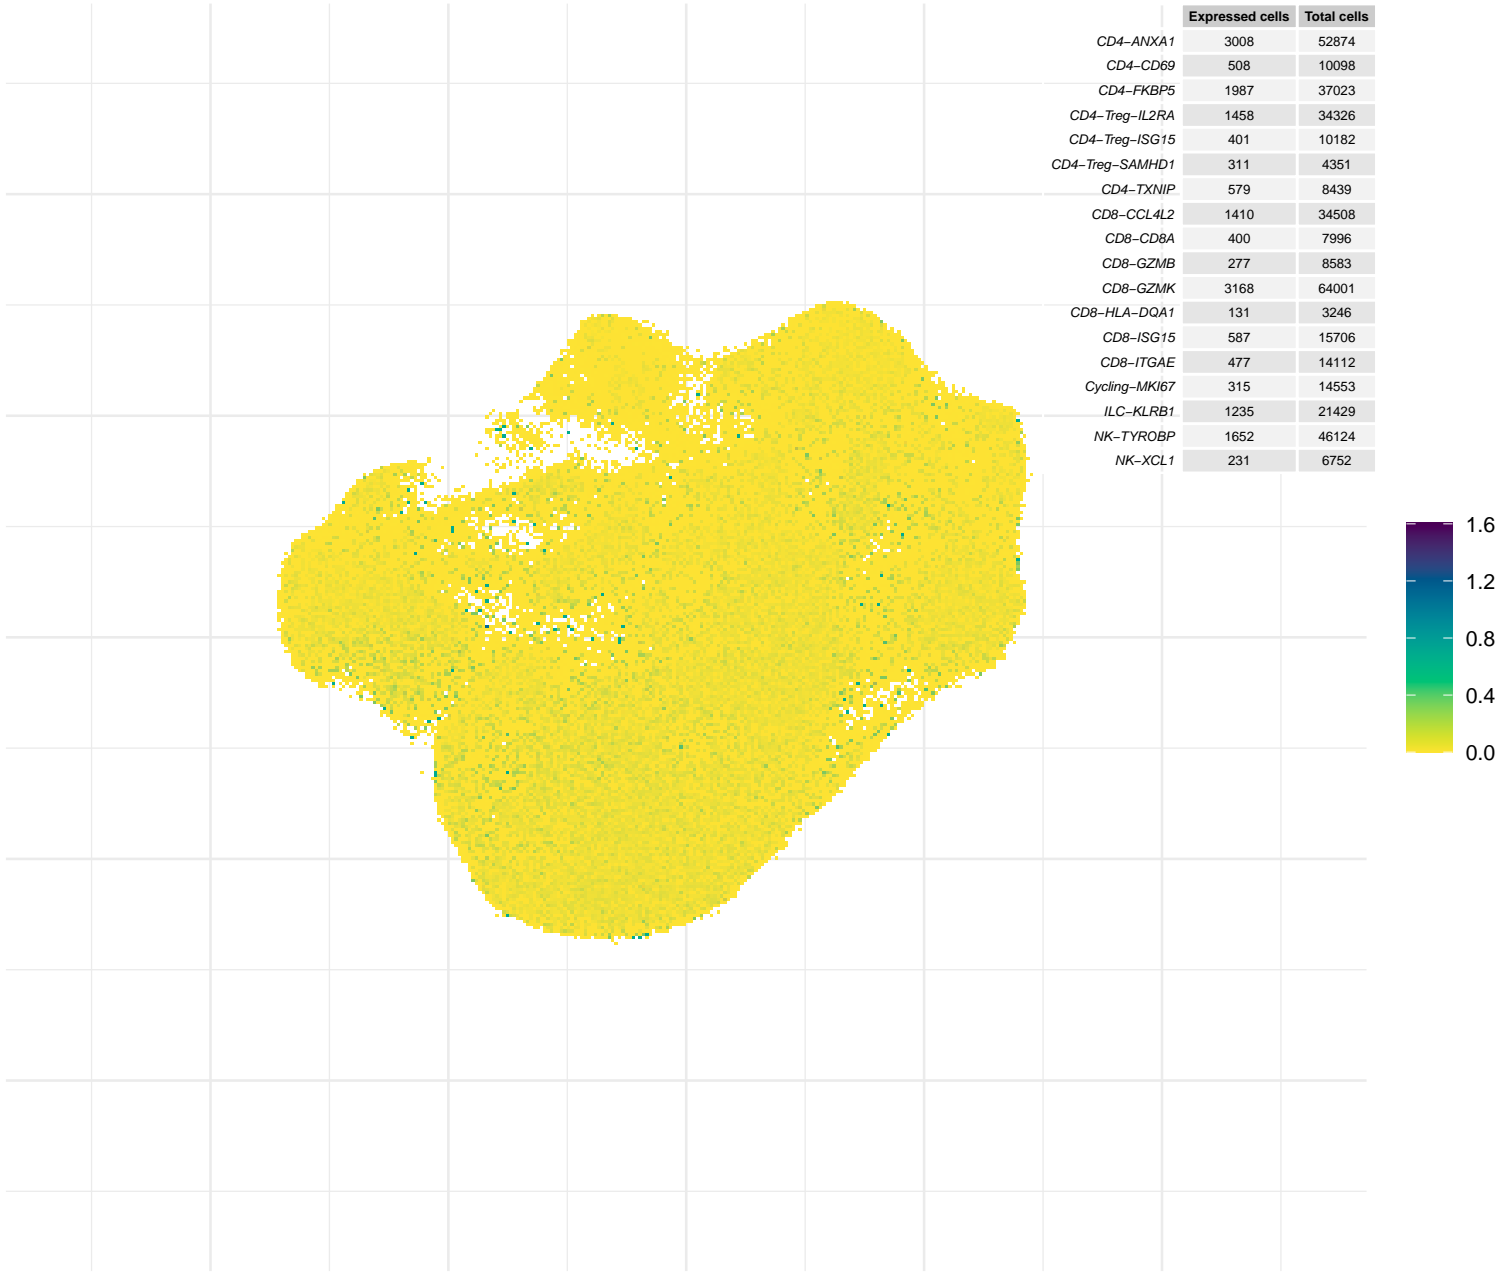 Expressed cells Total cells
CD4−ANXA1 3008 52874
CD4−CD69 508 10098
CD4−FKBP5 1987 37023
CD4−Treg−IL2RA 1458 34326
CD4−Treg−ISG15 401 10182
CD4−Treg−SAMHD1 311 4351
CD4−TXNIP 579 8439
CD8−CCL4L2 1410 34508
CD8−CD8A 400 7996
CD8−GZMB 277 8583
CD8−GZMK 3168 64001
CD8−HLA−DQA1 131 3246
CD8−ISG15 587 15706
CD8−ITGAE 477 14112
Cycling−MKI67 315 14553
ILC−KLRB1 1235 21429
NK−TYROBP 1652 46124
NK−XCL1 231 6752
1.6
1.2
0.8
0.4
0.0